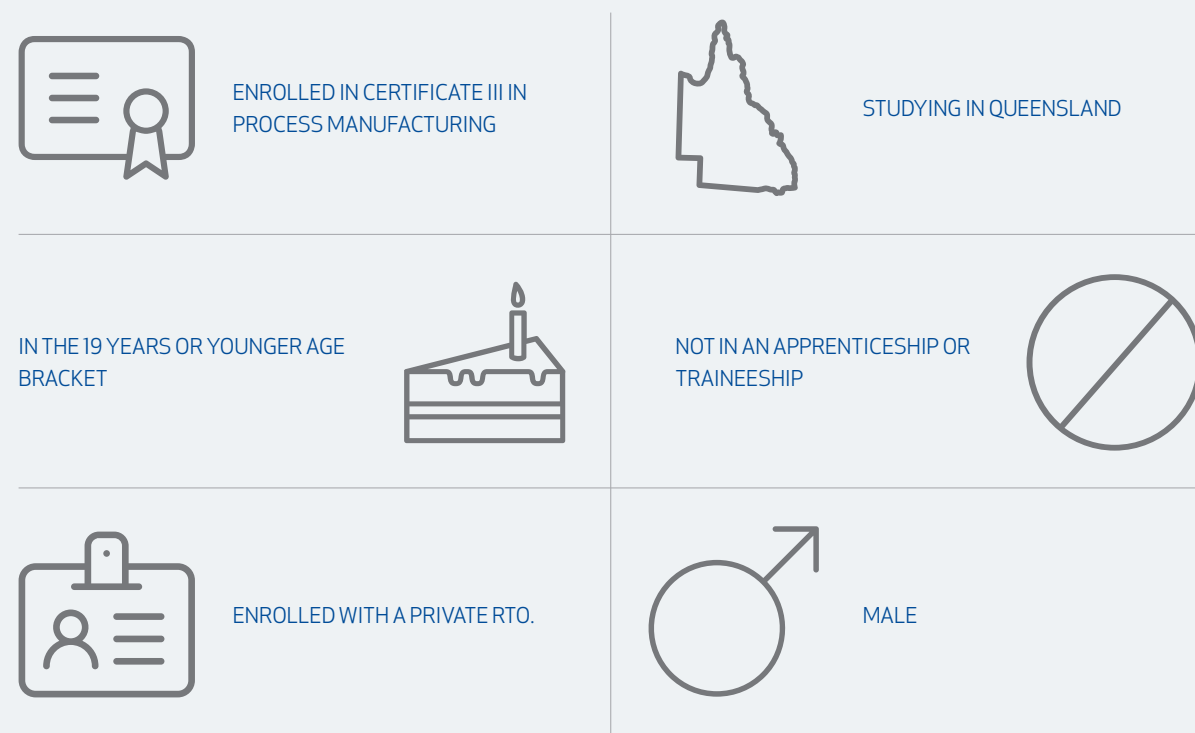 ENROLLED IN CERTIFICATE III IN
PROCESS MANUFACTURING
STUDYING IN QUEENSLAND
IN THE 19 YEARS OR YOUNGER AGE
BRACKET
NOT IN AN APPRENTICESHIP OR
TRAINEESHIP
ENROLLED WITH A PRIVATE RTO.
MALE